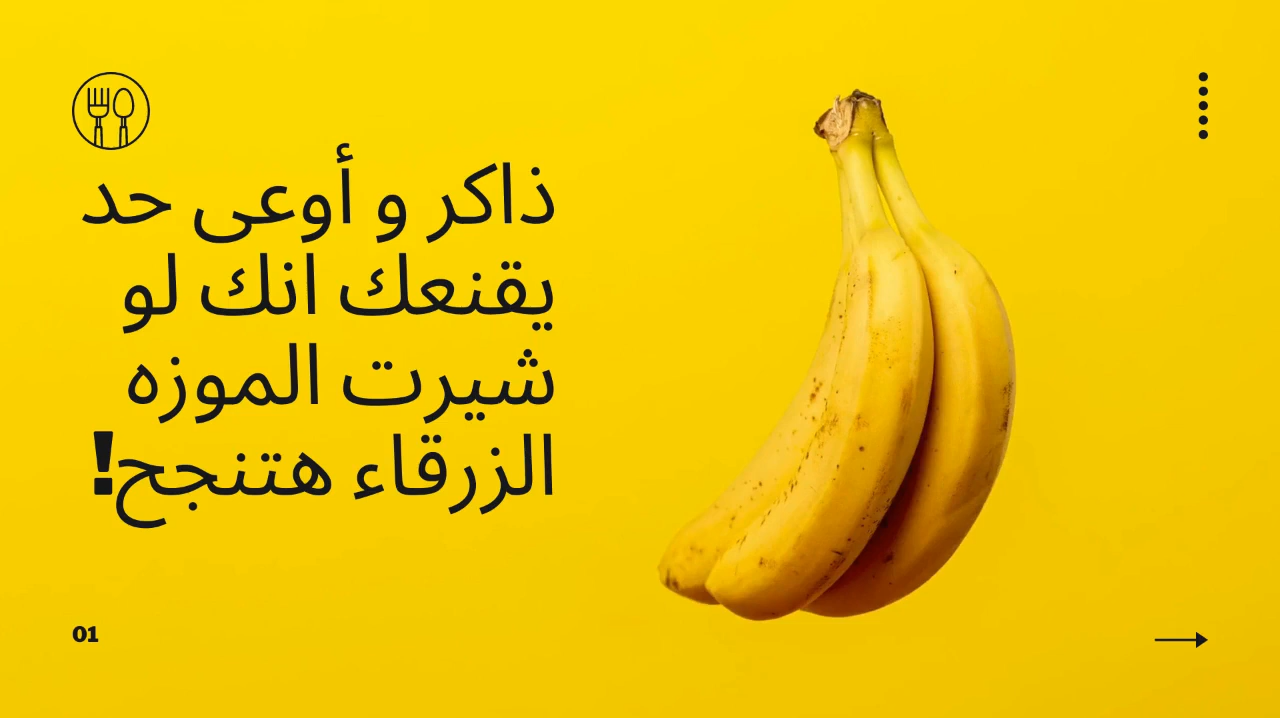 ذاكر و أوعى حد
يقنعك انك لو
شيرت الموزه
الزرقاء هتنجح!
01